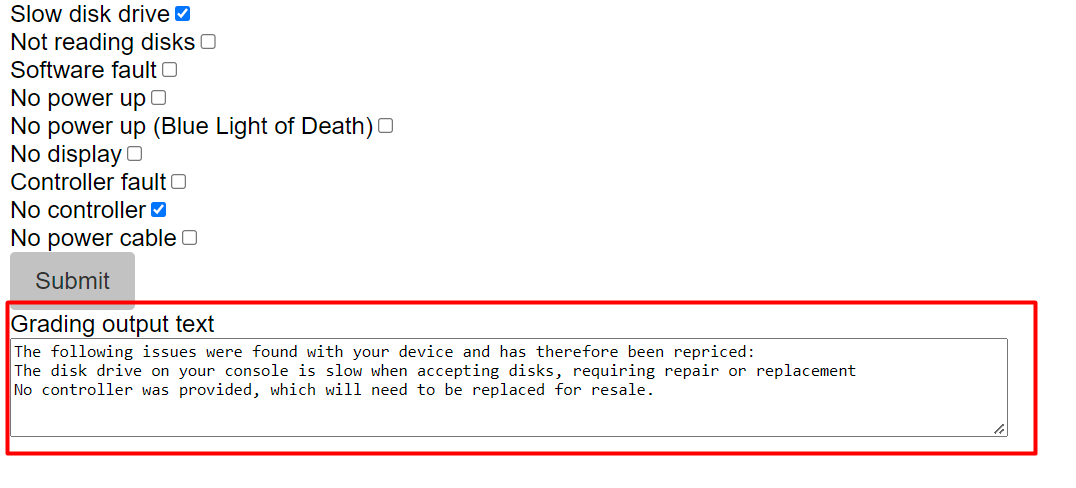 Slow disk drive
Not reading disks
Software fault
No power up
No power up (Blue Light of Death)
No display
Controller fault
No controller
No power cable
Submit
Grading output text
The following issues were found with your device and has therefore been repriced:
The disk drive on your console is slow when accepting disks, requiring repair or replacement
No controller was provided, which will need to be replaced for resale.